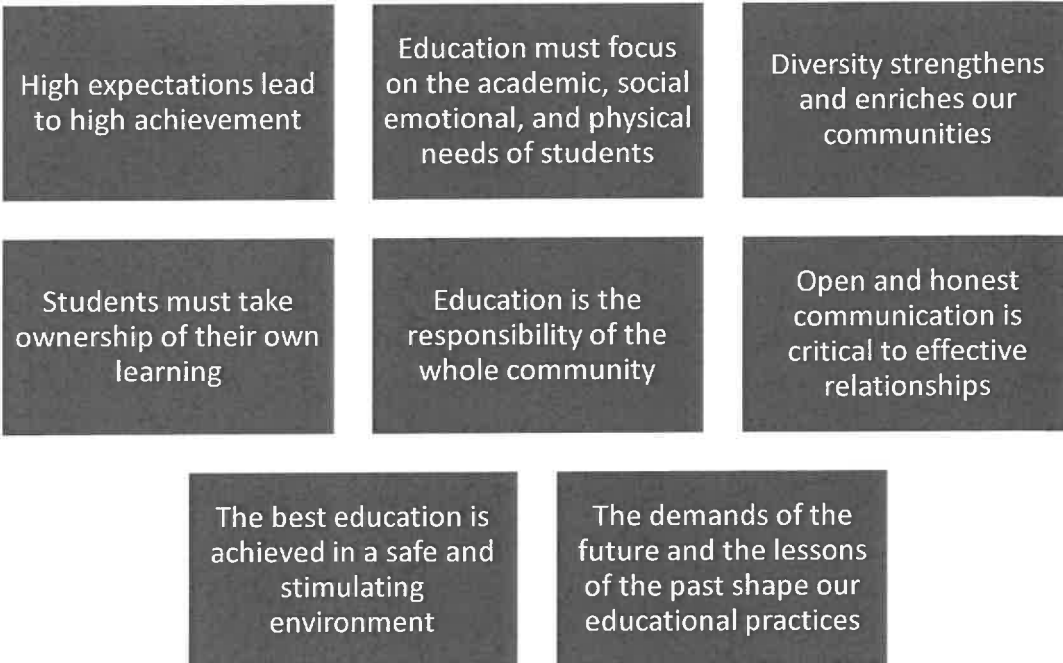 High expectations lead
to high achievement
Education must focus
on the academic, social
emotional, and physical
needs of students
Diversity strengthens
and enriches our
communities
Students must take
ownership of their own
learning
Education is the
responsibility of the
whole community
Open and honest
communication is
critical to effective
relationships
The best education is
achieved in a safe and
stimulating
environment
The demands of the
future and the lessons
of the past shape our
educational practices